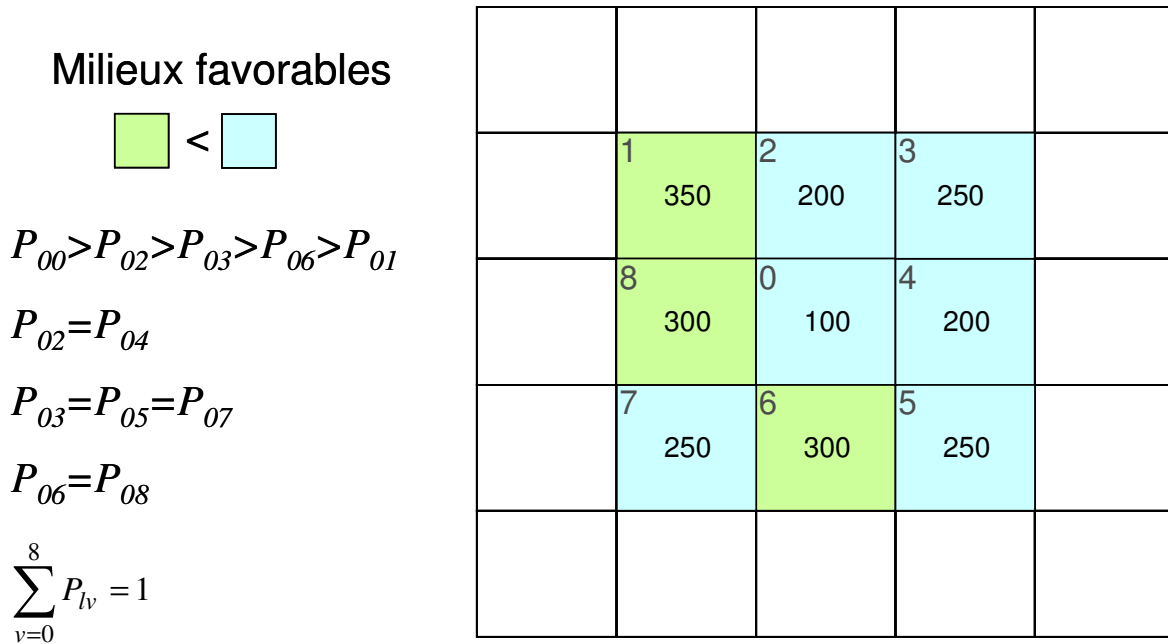 Milieux favorables
<
P00>P02>P03>P06>P01
P02=P04
P03=P05=P07
P06=P08
8
∑ Plv = 1
v=0
1 2 3
350 200 250
8 0 4
300 100 200
7 6 5
250 300 250